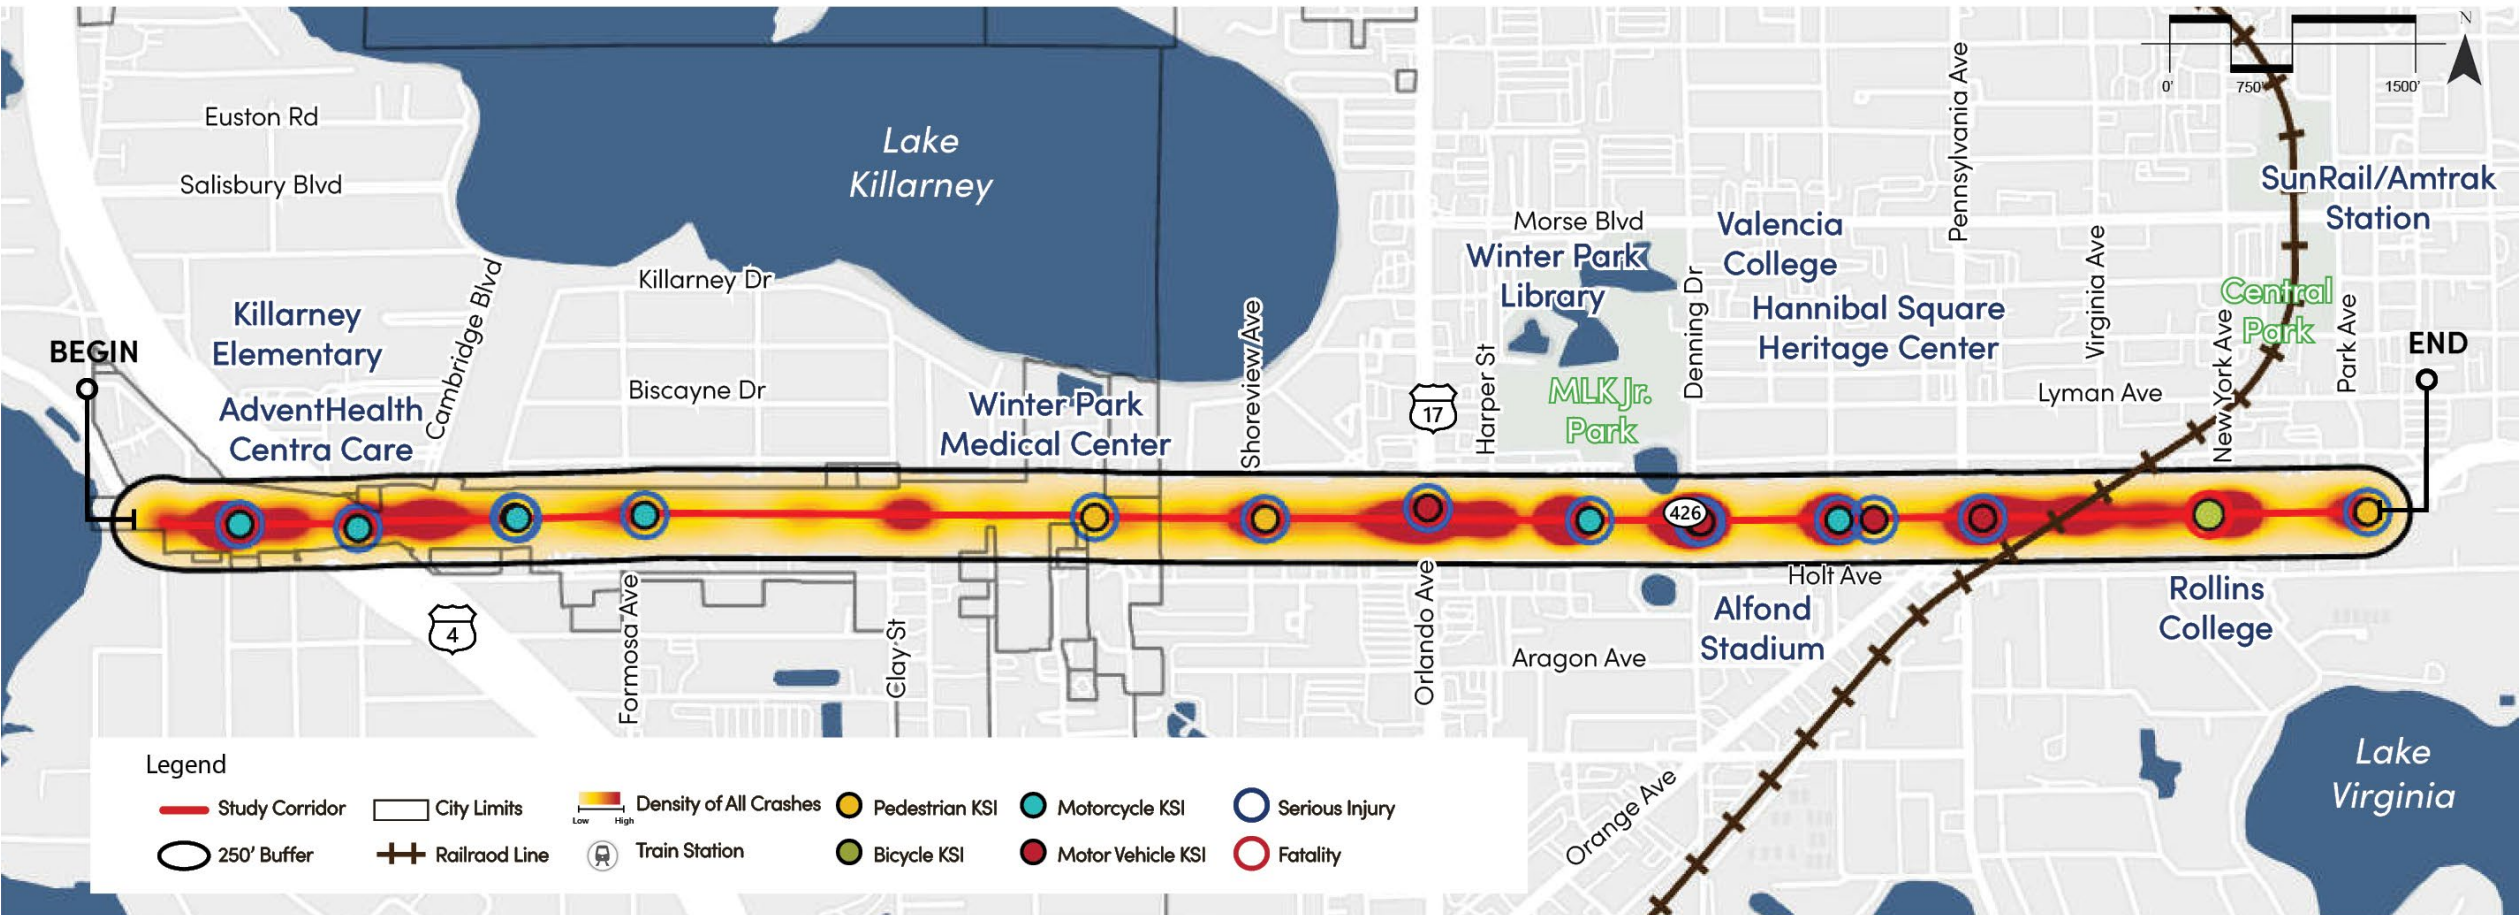 N
0'
750'
1500'
Euston Rd
Salisbury Blvd
Lake
Killarney
Pennsylvania Ave
SunRail/Amtrak
Station
Morse Blvd
Valencia
College
Winter Park
Library
Killarney Dr
Cambridge Blvd
Killarney
Elementary
BEGIN
Denning Dr
Hannibal Square
Heritage Center
Virginia Ave
Central
Park
New York Ave
Park Ave
END
AdventHealth
Centra Care
Biscayne Dr
Winter Park
Medical Center
Shoreview Ave
17
Harper St
MLK Jr.
Park
Lyman Ave
426
4
Formosa Ave
Clay St
Orlando Ave
Holt Ave
Alfond
Stadium
Aragon Ave
Rollins
College
Orange Ave
Lake
Virginia
Legend
Study Corridor
City Limits
Density of All Crashes
Low
High
Pedestrian KSI
Motorcycle KSI
Serious Injury
250' Buffer
Railraod Line
Train Station
Bicycle KSI
Motor Vehicle KSI
Fatality